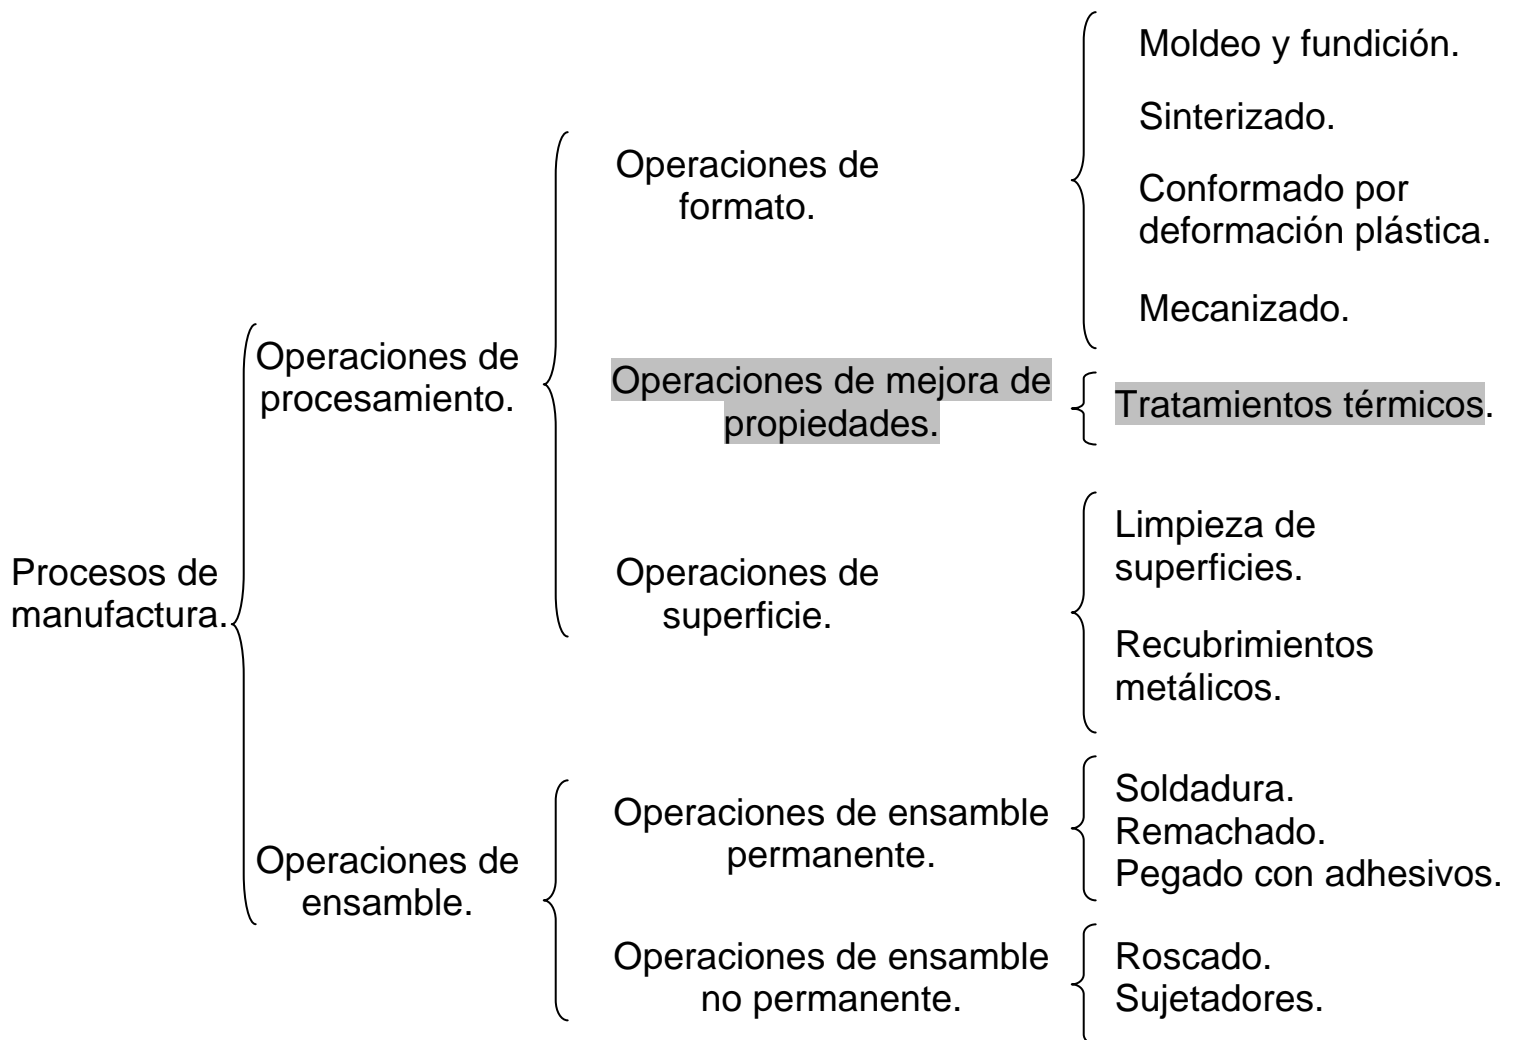 Procesos de
manufactura.
Operaciones de
procesamiento.
Operaciones de
formato.
Moldeo y fundición.
Sinterizado.
Conformado por
deformación plástica.
Mecanizado.
Operaciones de mejora de
propiedades.
Tratamientos térmicos.
Operaciones de
superficie.
Limpieza de
superficies.
Recubrimientos
metálicos.
Operaciones de
ensamble.
Operaciones de ensamble
permanente.
Soldadura.
Remachado.
Pegado con adhesivos.
Operaciones de ensamble
no permanente.
Roscado.
Sujetadores.